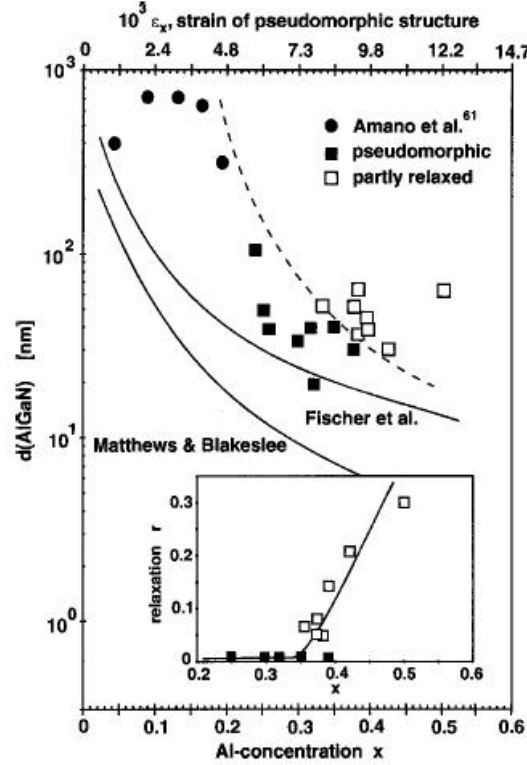 10³ εₓ, strain of pseudomorphic structure
0 2.4 4.8 7.3 9.8 12.2 14.7
10³
Amano et al.⁶¹
pseudomorphic
partly relaxed
10²
d(AlGaN) [nm]
Fischer et al.
10¹
Matthews & Blakeslee
0.3
0.2
relaxation r
0.1
0
10⁰
0.2 0.3 0.4 0.5 0.6
x
0 0.1 0.2 0.3 0.4 0.5 0.6
Al-concentration x